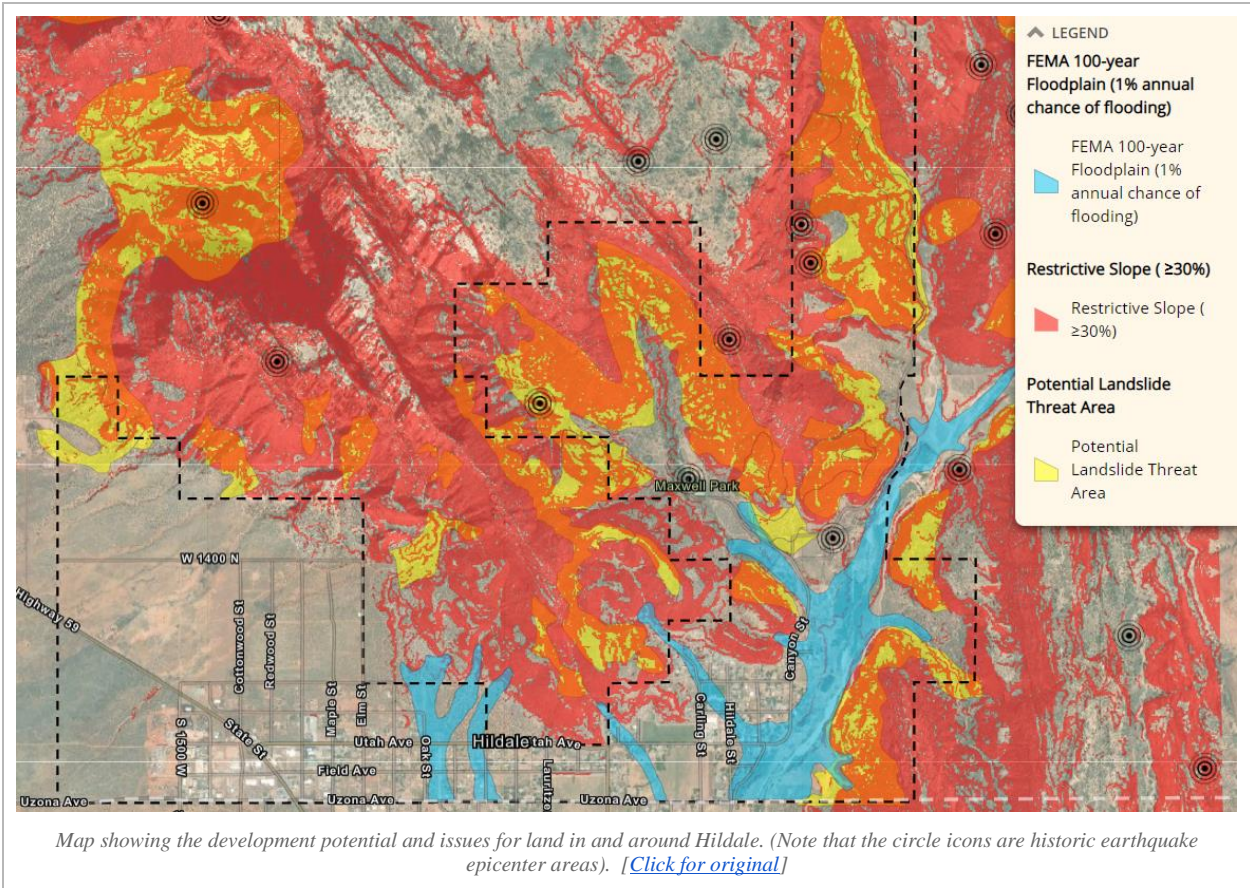 LEGEND
FEMA 100-year
Floodplain (1% annual
chance of flooding)
FEMA 100-year
Floodplain (1%
annual chance of
flooding)
Restrictive Slope ( ≥30%)
Restrictive Slope (
≥30%)
Potential Landslide
Threat Area
Potential
Landslide Threat
Area
Maxwell Park
W 1400 N
Highway 59
Cottonwood St
Redwood St
Maple St
Elm St
Canyon St
S 1500 W
State St
Utah Ave
Oak St
Hildale
Utah Ave
Carling St
Hildale St
Field Ave
Uzona Ave
Uzona Ave
Uzona Ave
Map showing the development potential and issues for land in and around Hildale. (Note that the circle icons are historic earthquake
epicenter areas). [Click for original]